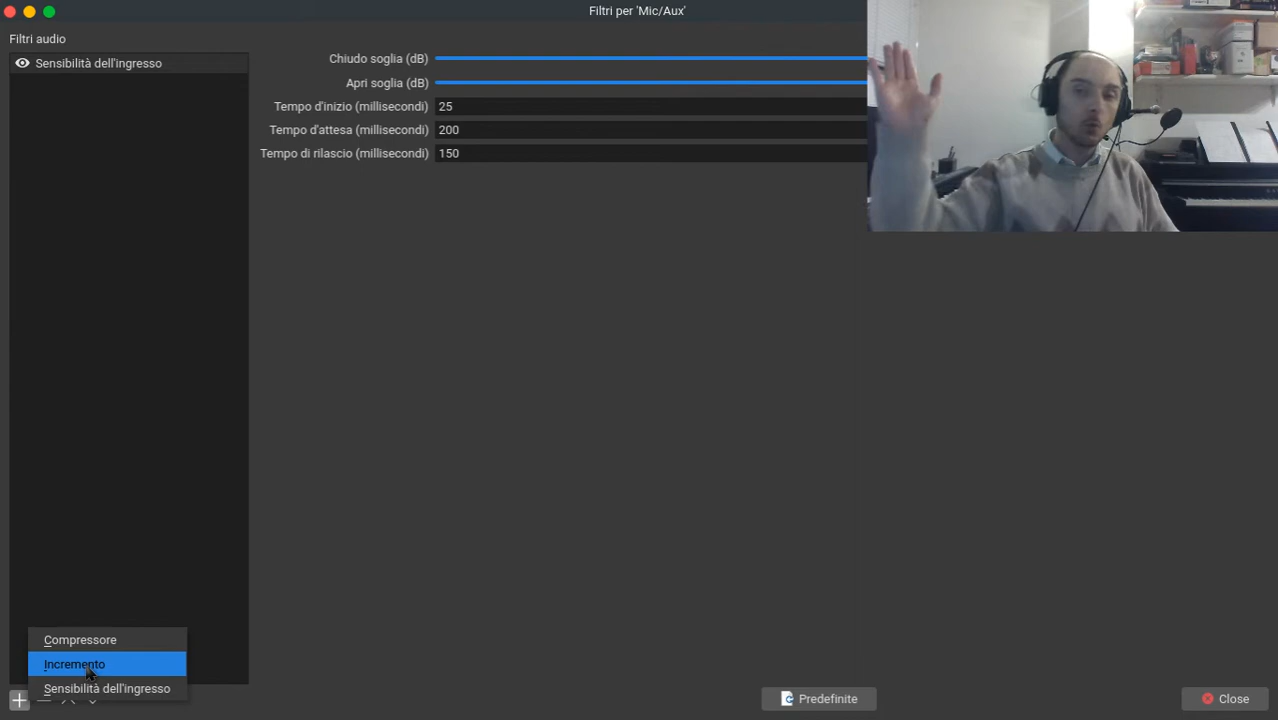 Filtri per 'Mic/Aux'
Filtri audio
Sensibilità dell'ingresso
Chiudo soglia (dB)
Apri soglia (dB)
Tempo d'inizio (millisecondi) 25
Tempo d'attesa (millisecondi) 200
Tempo di rilascio (millisecondi) 150
Compressore
Incremento
Sensibilità dell'ingresso
Predefinite
Close